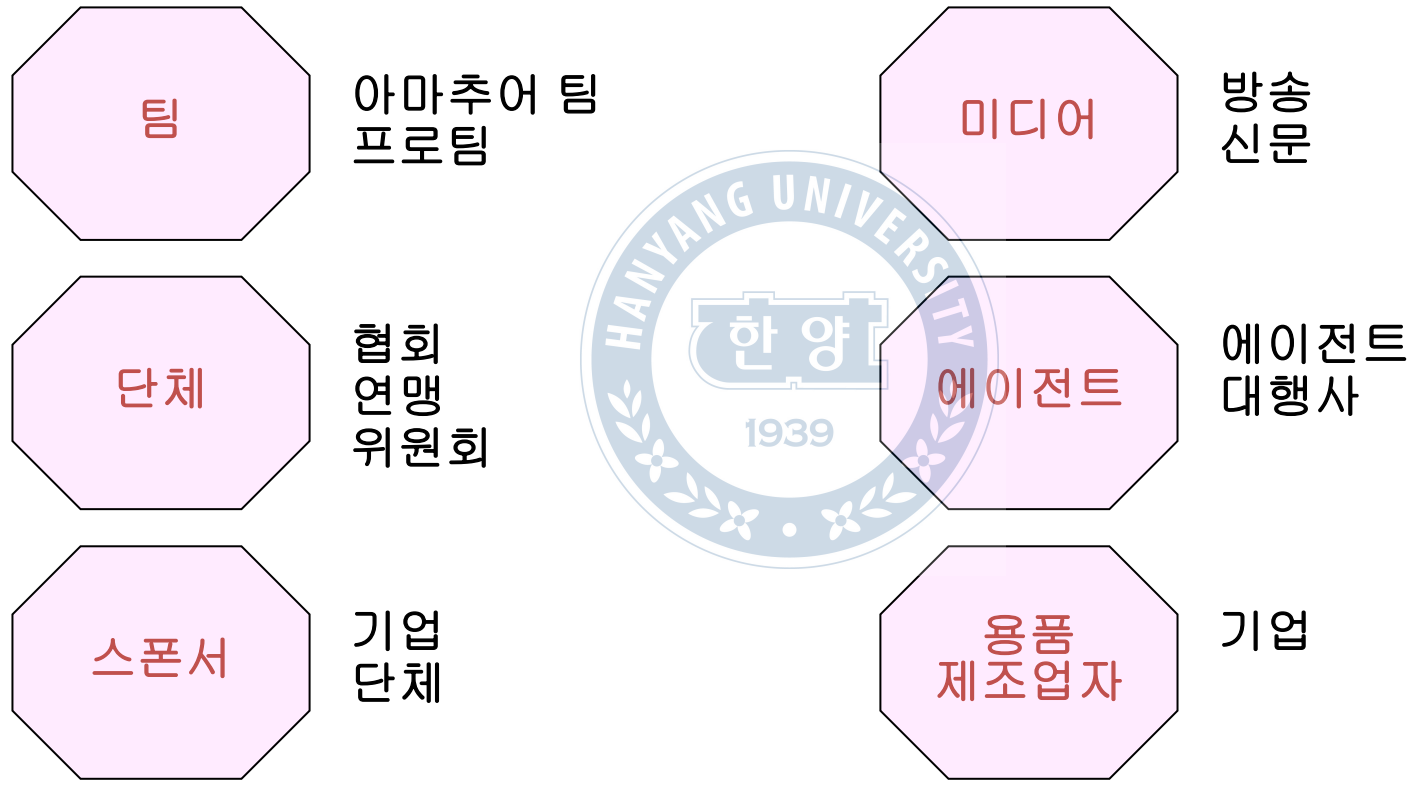 팀
아마추어 팀
프로팀
단체
협회
연맹
위원회
스폰서
기업
단체
미디어
방송
신문
에이전트
에이전트
대행사
용품
제조업자
기업
HANYANG UNIVERSITY
한양
1939